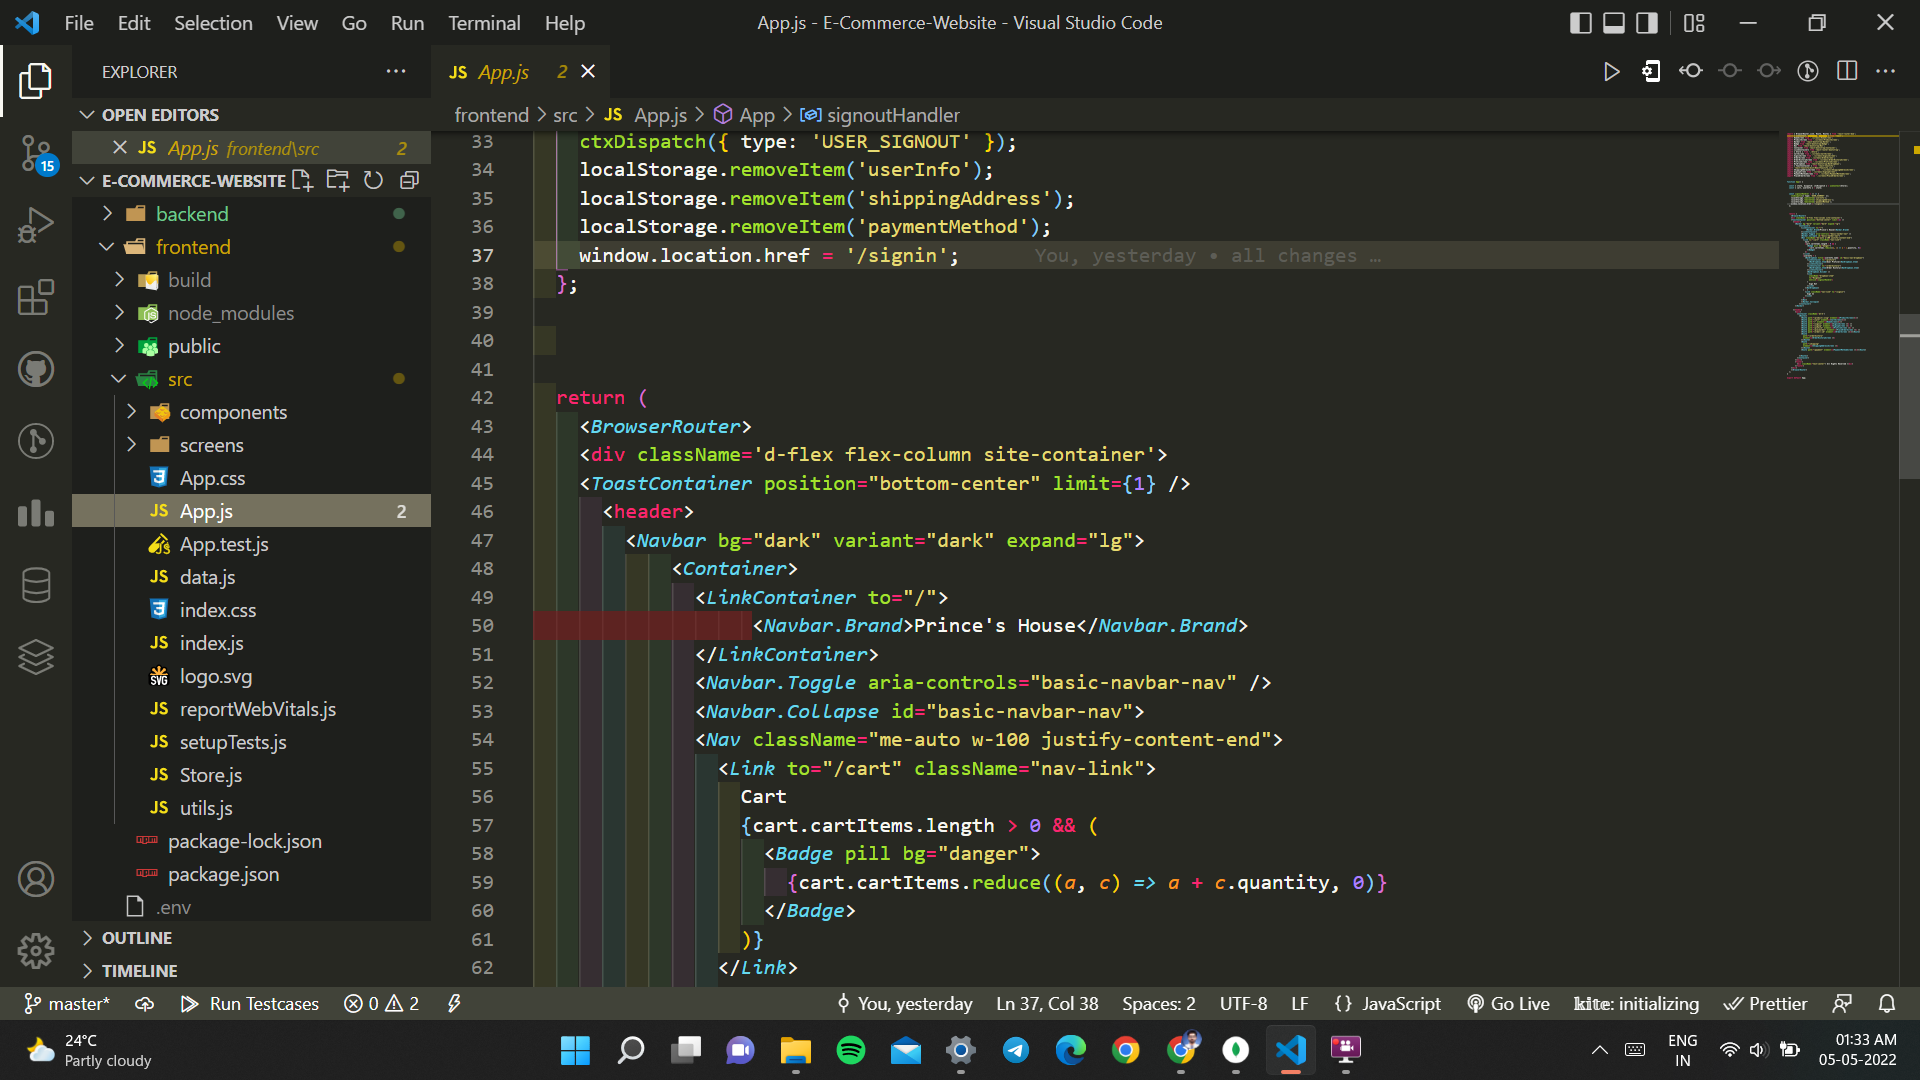 File Edit Selection View Go Run Terminal Help
App.js - E-Commerce-Website - Visual Studio Code
EXPLORER
JS App.js 2
OPEN EDITORS
JS App.js frontend\src 2
E-COMMERCE-WEBSITE
15
backend
frontend
build
node_modules
public
src
components
screens
App.css
JS App.js 2
App.test.js
JS data.js
index.css
JS index.js
SVG logo.svg
JS reportWebVitals.js
JS setupTests.js
JS Store.js
JS utils.js
package-lock.json
package.json
.env
OUTLINE
TIMELINE
frontend > src > JS App.js > App > signoutHandler
33 ctxDispatch({ type: 'USER_SIGNOUT' });
34 localStorage.removeItem('userInfo');
35 localStorage.removeItem('shippingAddress');
36 localStorage.removeItem('paymentMethod');
37 window.location.href = '/signin'; You, yesterday • all changes …
38 };
39
40
41
42 return (
43 <BrowserRouter>
44 <div className='d-flex flex-column site-container'>
45 <ToastContainer position="bottom-center" limit={1} />
46 <header>
47 <Navbar bg="dark" variant="dark" expand="lg">
48 <Container>
49 <LinkContainer to="/">
50 <Navbar.Brand>Prince's House</Navbar.Brand>
51 </LinkContainer>
52 <Navbar.Toggle aria-controls="basic-navbar-nav" />
53 <Navbar.Collapse id="basic-navbar-nav">
54 <Nav className="me-auto w-100 justify-content-end">
55 <Link to="/cart" className="nav-link">
56 Cart
57 {cart.cartItems.length > 0 && (
58 <Badge pill bg="danger">
59 {cart.cartItems.reduce((a, c) => a + c.quantity, 0)}
60 </Badge>
61 )}
62 </Link>
master* Run Testcases 0 2 You, yesterday Ln 37, Col 38 Spaces: 2 UTF-8 LF {} JavaScript Go Live kite: initializing Prettier
24°C
Partly cloudy
ENG
IN
01:33 AM
05-05-2022